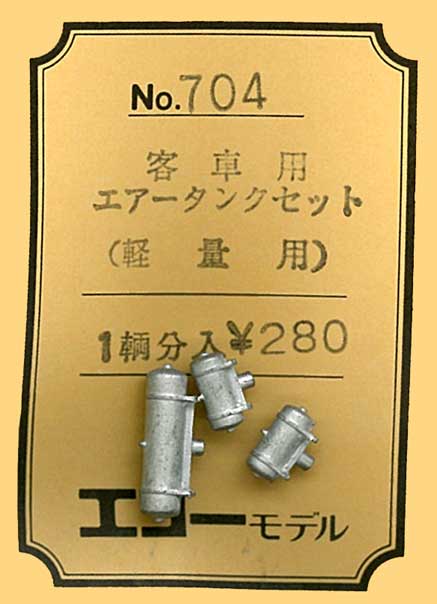 No.704
客車用
エアータンクセット
(軽量用)
1輌分入¥280
エコーモデル